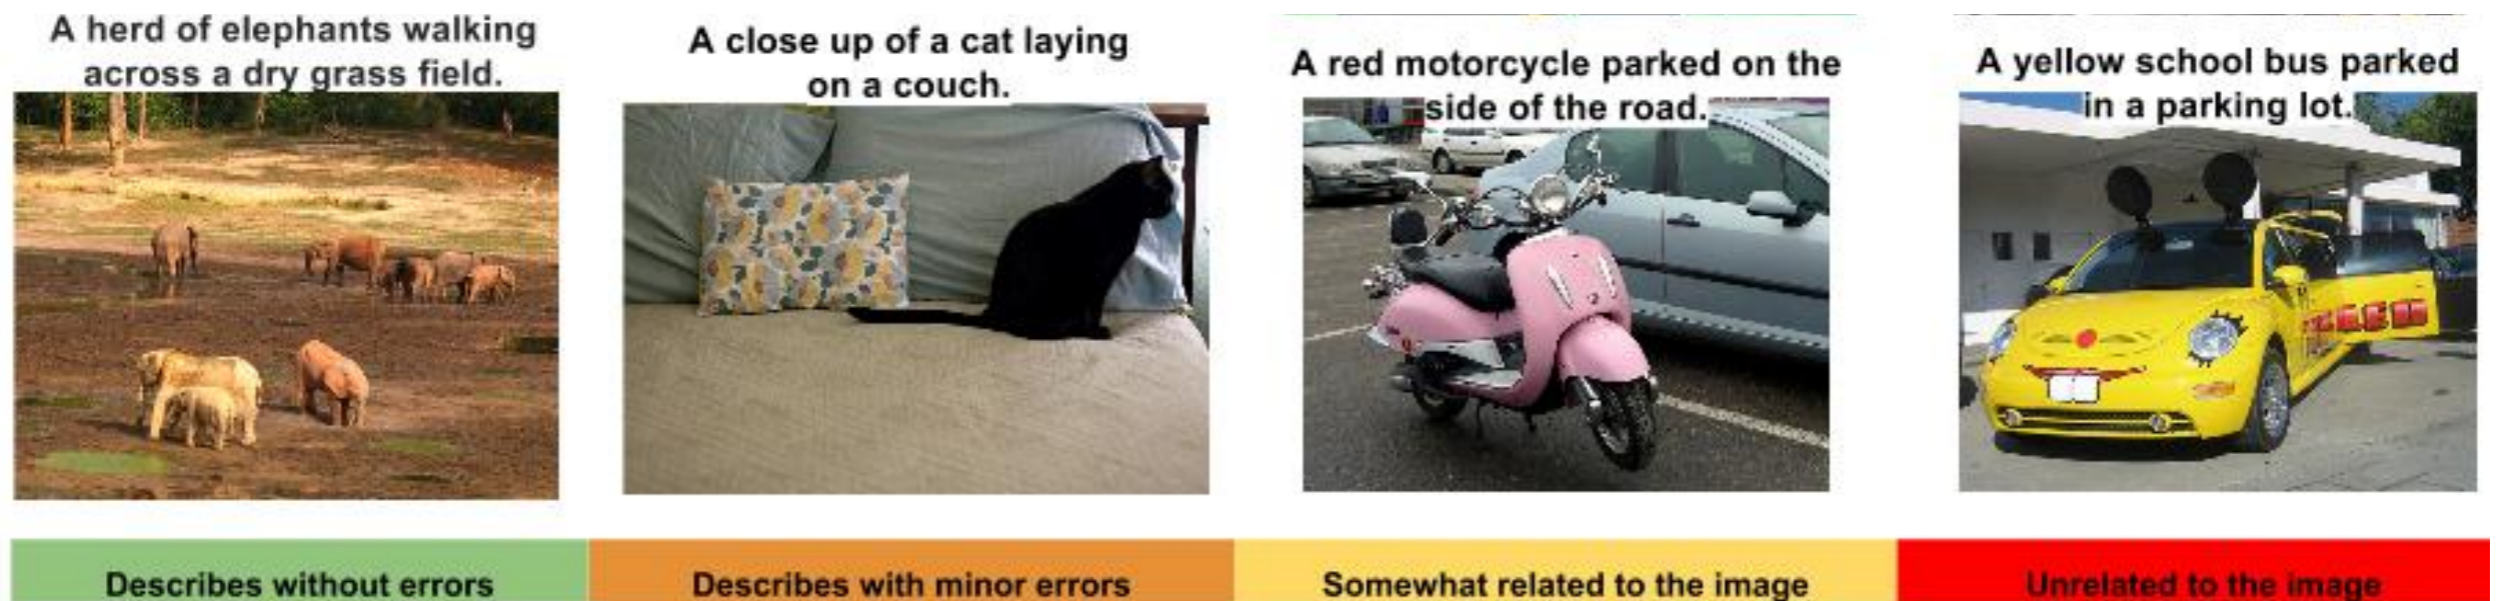 A herd of elephants walking
across a dry grass field.
A close up of a cat laying
on a couch.
A red motorcycle parked on the
side of the road.
A yellow school bus parked
in a parking lot.
Describes without errors
Describes with minor errors
Somewhat related to the image
Unrelated to the image